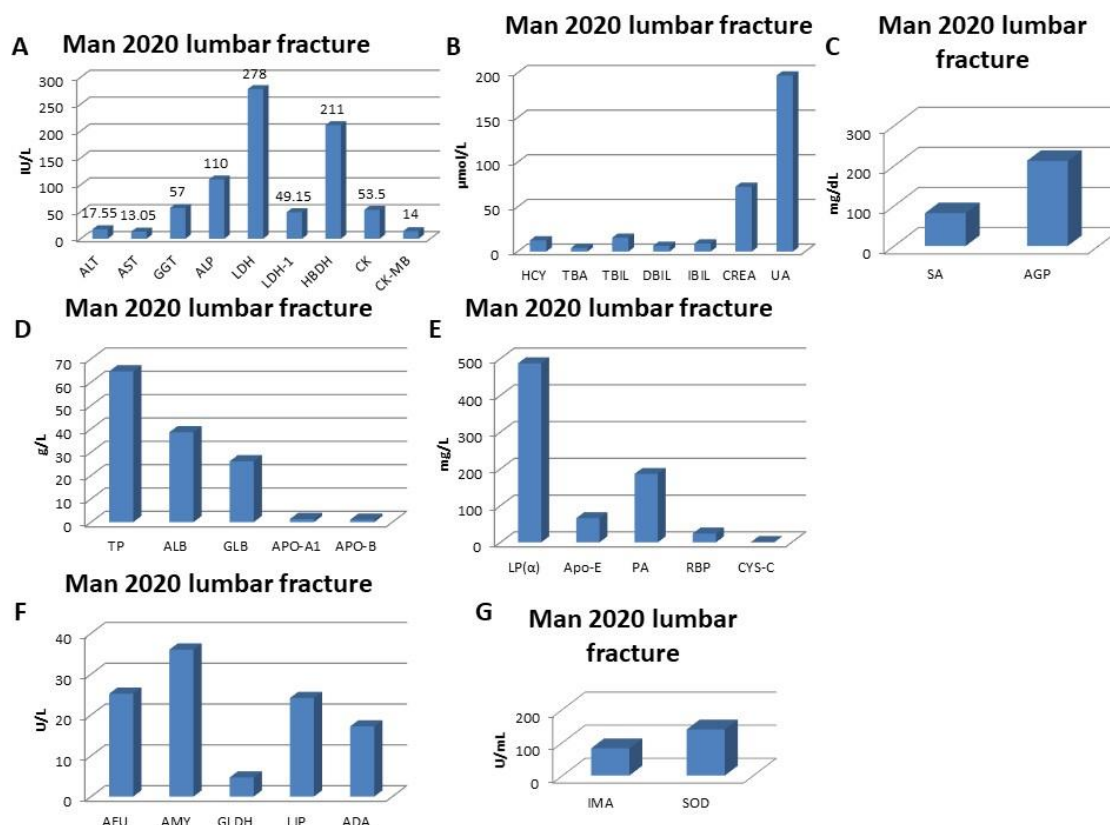 A
Man 2020 lumbar fracture
IU/L
300
250
200
150
100
50
0
17.55
13.05
57
110
278
49.15
211
53.5
14
ALT
AST
GGT
ALP
LDH
LDH-1
HBDH
CK
CK-MB
B
Man 2020 lumbar fracture
μmol/L
200
150
100
50
0
HCY TBA TBIL DBIL IBIL CREA UA
C
Man 2020 lumbar
fracture
mg/dL
300
200
100
0
SA AGP
D
Man 2020 lumbar fracture
g/L
70
60
50
40
30
20
10
0
TP ALB GLB APO-A1 APO-B
E
Man 2020 lumbar fracture
mg/L
500
400
300
200
100
0
LP(α) Apo-E PA RBP CYS-C
F
Man 2020 lumbar fracture
U/L
40
30
20
10
0
AFU AMY GLDH LIP ADA
G
Man 2020 lumbar
fracture
U/mL
200
100
0
IMA SOD